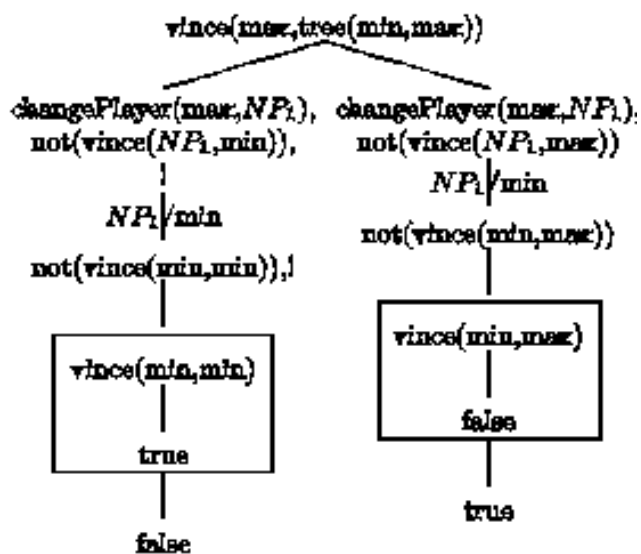 vince(max,tree(min,max))
changePlayer(max,NP₁),
not(vince(NP₁,min)),
!
NP₁/min
not(vince(min,min)),!
vince(min,min)
true
false
changePlayer(max,NP₁),
not(vince(NP₁,max))
NP₁/min
not(vince(min,max))
vince(min,max)
false
true